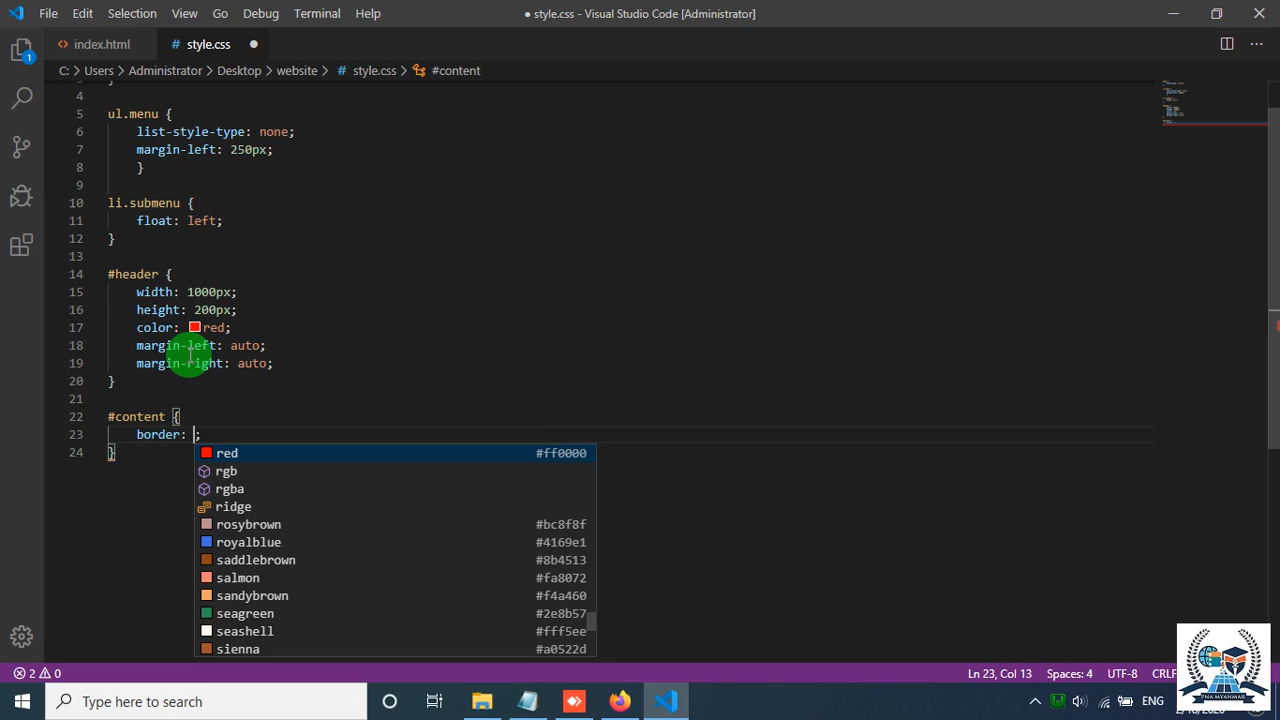 File Edit Selection View Go Debug Terminal Help
● style.css - Visual Studio Code [Administrator]
index.html
# style.css
C: > Users > Administrator > Desktop > website > # style.css > #content
1
4
5 ul.menu {
6 list-style-type: none;
7 margin-left: 250px;
8 }
9
10 li.submenu {
11 float: left;
12 }
13
14 #header {
15 width: 1000px;
16 height: 200px;
17 color: red;
18 margin-left: auto;
19 margin-right: auto;
20 }
21
22 #content {
23 border: ;
24 }
red #ff0000
rgb
rgba
ridge
rosybrown #bc8f8f
royalblue #4169e1
saddlebrown #8b4513
salmon #fa8072
sandybrown #f4a460
seagreen #2e8b57
seashell #fff5ee
sienna #a0522d
2 0
Ln 23, Col 13 Spaces: 4 UTF-8 CRLF
Type here to search
ENG
PNA MYANMAR